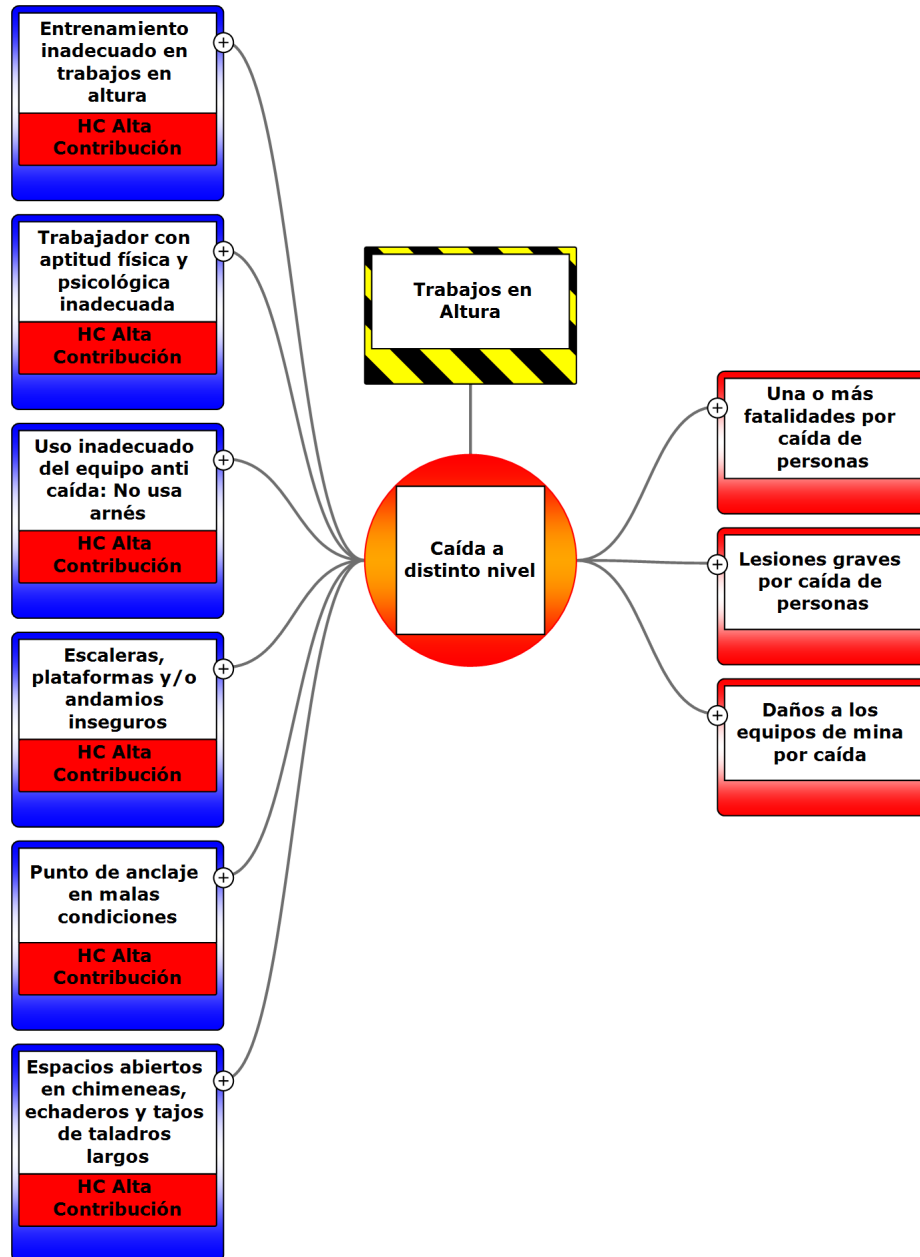 Entrenamiento
inadecuado en
trabajos en
altura
HC Alta
Contribución
Trabajador con
aptitud física y
psicológica
inadecuada
HC Alta
Contribución
Uso inadecuado
del equipo anti
caída: No usa
arnés
HC Alta
Contribución
Escaleras,
plataformas y/o
andamios
inseguros
HC Alta
Contribución
Punto de anclaje
en malas
condiciones
HC Alta
Contribución
Espacios abiertos
en chimeneas,
echaderos y tajos
de taladros
largos
HC Alta
Contribución
Trabajos en
Altura
Caída a
distinto nivel
Una o más
fatalidades por
caída de
personas
Lesiones graves
por caída de
personas
Daños a los
equipos de mina
por caída